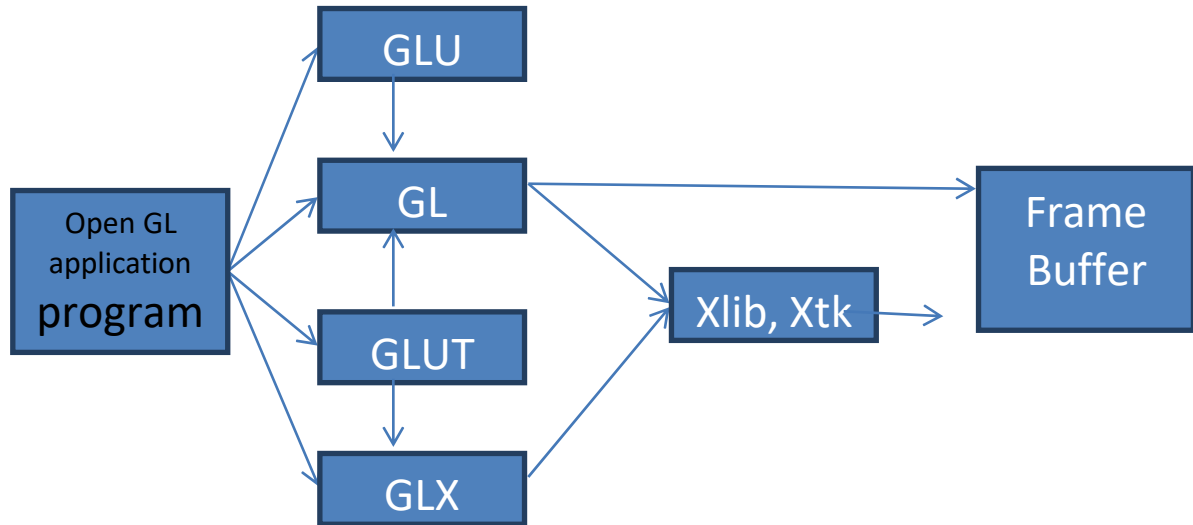 GLU
GL
Open GL
application
program
GLUT
GLX
Xlib, Xtk
Frame
Buffer